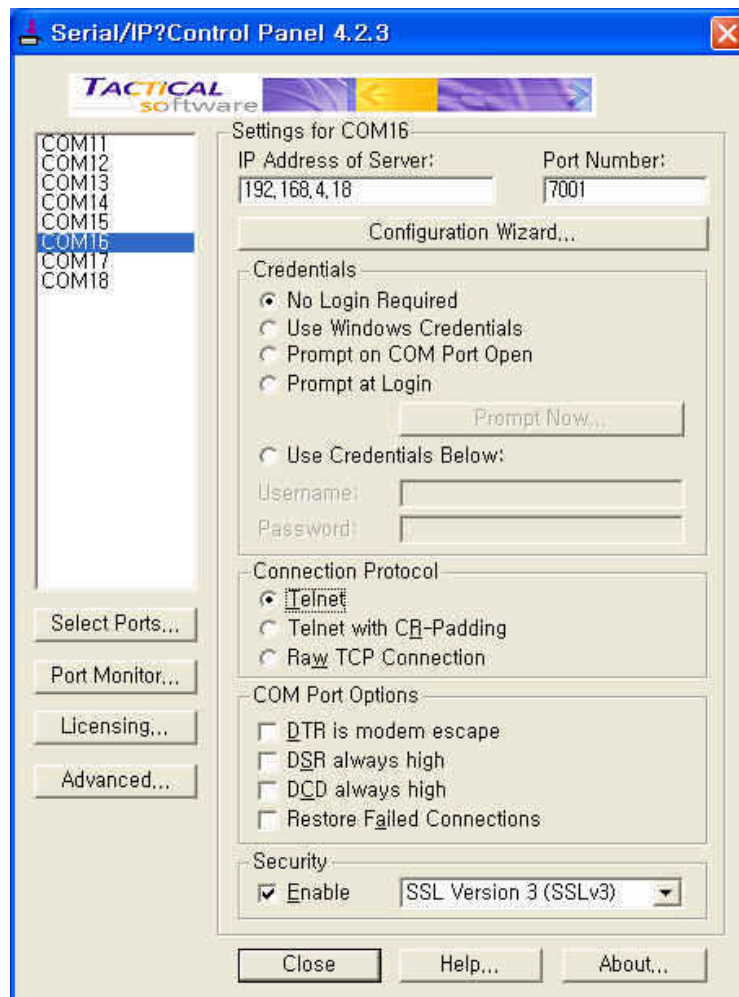 Serial/IP?Control Panel 4.2.3
TACTICAL
software
COM11
COM12
COM13
COM14
COM15
COM16
COM17
COM18
Select Ports...
Port Monitor...
Licensing...
Advanced...
Settings for COM16
IP Address of Server: Port Number:
192,168,4,18 7001
Configuration Wizard...
Credentials
No Login Required
Use Windows Credentials
Prompt on COM Port Open
Prompt at Login
Prompt Now...
Use Credentials Below:
Username:
Password:
Connection Protocol
Telnet
Telnet with CR-Padding
Raw TCP Connection
COM Port Options
DTR is modem escape
DSR always high
DCD always high
Restore Failed Connections
Security
Enable SSL Version 3 (SSLv3)
Close Help... About...